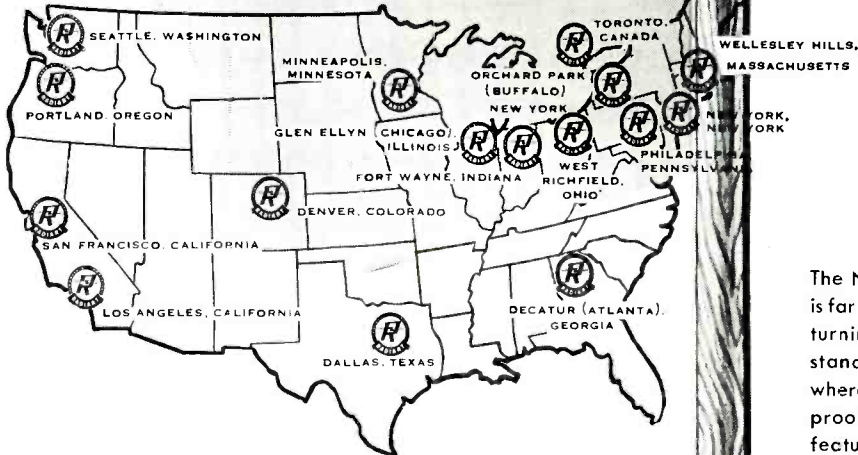 SEATTLE, WASHINGTON
PORTLAND, OREGON
MINNEAPOLIS,
MINNESOTA
TORONTO,
CANADA
WELLESLEY HILLS,
MASSACHUSETTS
ORCHARD PARK
(BUFFALO)
NEW YORK
GLEN ELLYN (CHICAGO),
ILLINOIS
NEW YORK,
NEW YORK
PHILADELPHIA
PENNSYLVANIA
FORT WAYNE, INDIANA
WEST
RICHFIELD,
OHIO
DENVER, COLORADO
SAN FRANCISCO, CALIFORNIA
LOS ANGELES, CALIFORNIA
DECATUR (ATLANTA),
GEORGIA
DALLAS, TEXAS
The N
is far
turnin
stanc
where
proo
featu